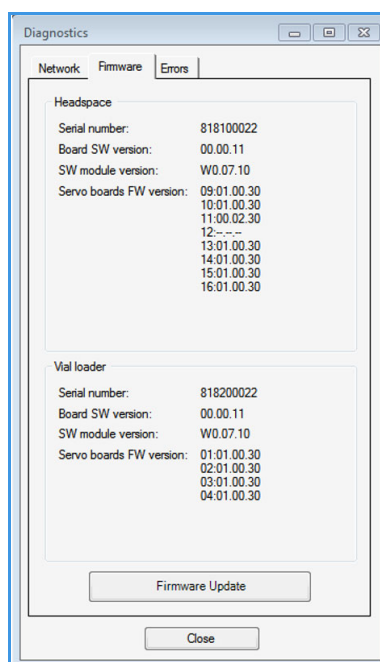 Diagnostics
Network Firmware Errors
Headspace
Serial number: 818100022
Board SW version: 00.00.11
SW module version: W0.07.10
Servo boards FW version: 09:01.00.30
10:01.00.30
11:00.02.30
12:--.--.--
13:01.00.30
14:01.00.30
15:01.00.30
16:01.00.30
Vial loader
Serial number: 818200022
Board SW version: 00.00.11
SW module version: W0.07.10
Servo boards FW version: 01:01.00.30
02:01.00.30
03:01.00.30
04:01.00.30
Firmware Update
Close